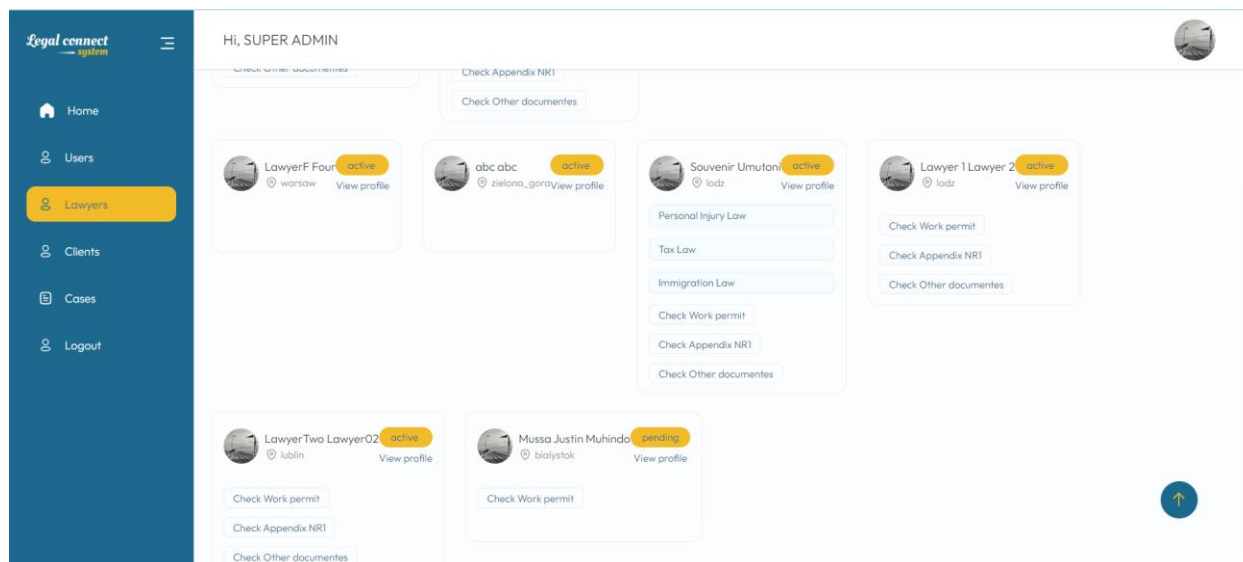 Legal connect
system
Hi, SUPER ADMIN
Home
Users
Lawyers
Clients
Cases
Logout
Check Other documentes
Check Appendix NR1
Check Other documentes
LawyerF Four
active
warsaw
View profile
abc abc
active
zielona_gora
View profile
Souvenir Umutoni
active
lodz
View profile
Personal Injury Law
Tax Law
Immigration Law
Check Work permit
Check Appendix NR1
Check Other documentes
Lawyer 1 Lawyer 2
active
lodz
View profile
Check Work permit
Check Appendix NR1
Check Other documentes
LawyerTwo Lawyer02
active
lublin
View profile
Check Work permit
Check Appendix NR1
Check Other documentes
Mussa Justin Muhindo
pending
bialystok
View profile
Check Work permit